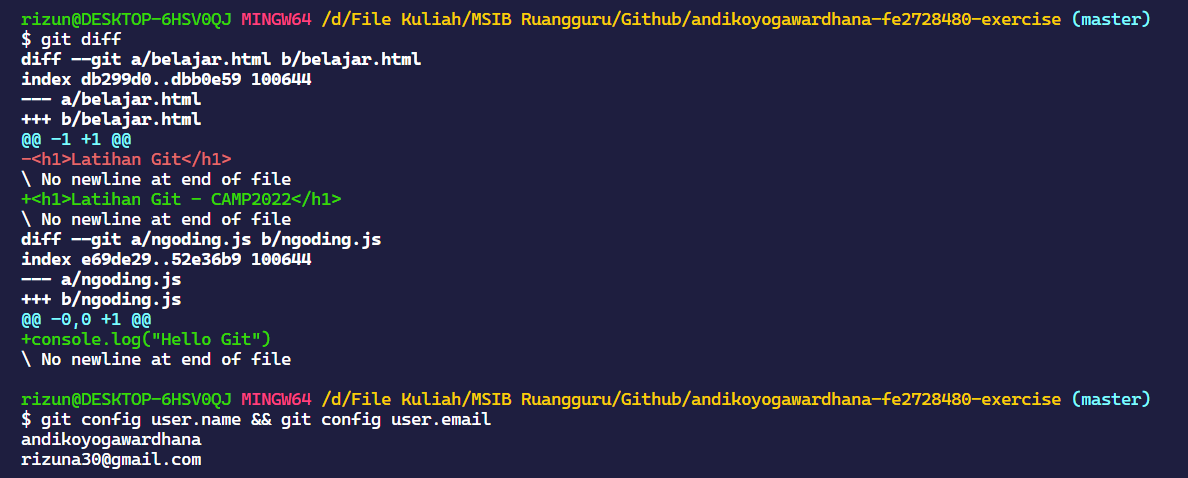 rizun@DESKTOP-6HSV0QJ MINGW64 /d/File Kuliah/MSIB Ruangguru/Github/andikoyogawardhana-fe2728480-exercise (master)
$ git diff
diff --git a/belajar.html b/belajar.html
index db299d0..dbb0e59 100644
--- a/belajar.html
+++ b/belajar.html
@@ -1 +1 @@
-<h1>Latihan Git</h1>
\ No newline at end of file
+<h1>Latihan Git - CAMP2022</h1>
\ No newline at end of file
diff --git a/ngoding.js b/ngoding.js
index e69de29..52e36b9 100644
--- a/ngoding.js
+++ b/ngoding.js
@@ -0,0 +1 @@
+console.log("Hello Git")
\ No newline at end of file
rizun@DESKTOP-6HSV0QJ MINGW64 /d/File Kuliah/MSIB Ruangguru/Github/andikoyogawardhana-fe2728480-exercise (master)
$ git config user.name && git config user.email
andikoyogawardhana
rizuna30@gmail.com